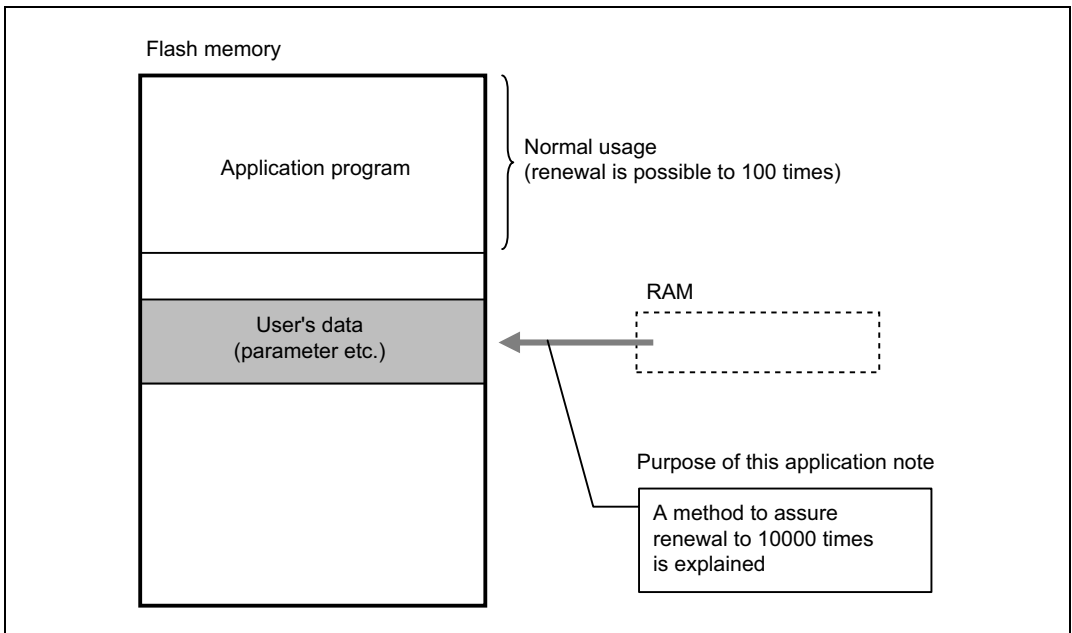 Flash memory
Application program
Normal usage
(renewal is possible to 100 times)
RAM
User's data
(parameter etc.)
Purpose of this application note
A method to assure
renewal to 10000 times
is explained